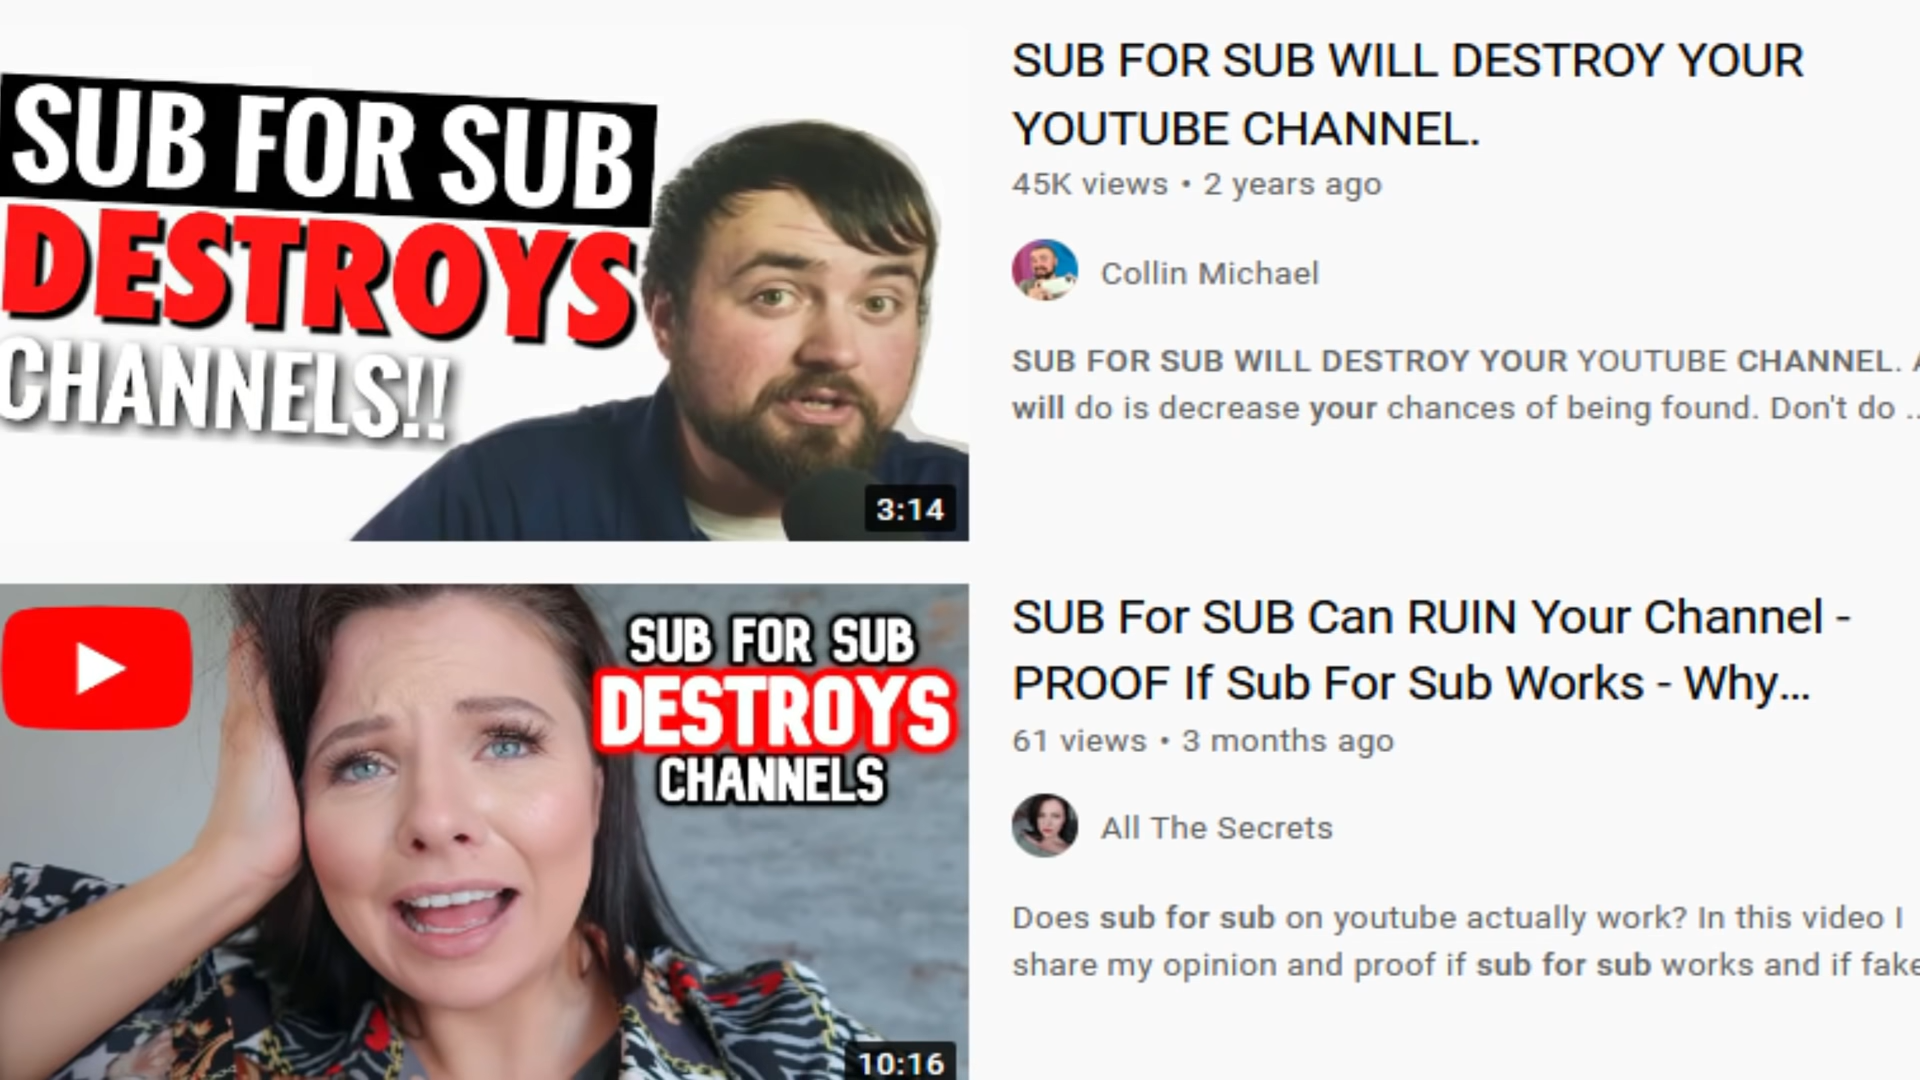 SUB FOR SUB
DESTROYS
CHANNELS!!
3:14
SUB FOR SUB WILL DESTROY YOUR
YOUTUBE CHANNEL.
45K views • 2 years ago
Collin Michael
SUB FOR SUB WILL DESTROY YOUR YOUTUBE CHANNEL.
will do is decrease your chances of being found. Don't do ...
SUB FOR SUB
DESTROYS
CHANNELS
10:16
SUB For SUB Can RUIN Your Channel -
PROOF If Sub For Sub Works - Why...
61 views • 3 months ago
All The Secrets
Does sub for sub on youtube actually work? In this video I
share my opinion and proof if sub for sub works and if fake